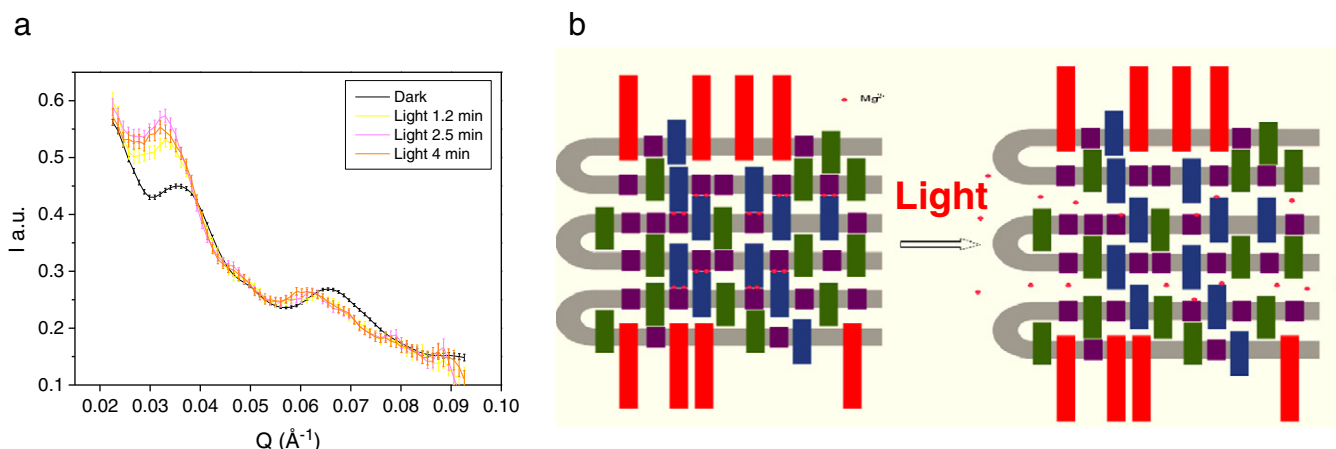 a
b
0.6
0.5
0.4
0.3
0.2
0.1
I a.u.
Dark
Light 1.2 min
Light 2.5 min
Light 4 min
0.02 0.03 0.04 0.05 0.06 0.07 0.08 0.09 0.10
Q (Å⁻¹)
Mg²⁺
Light